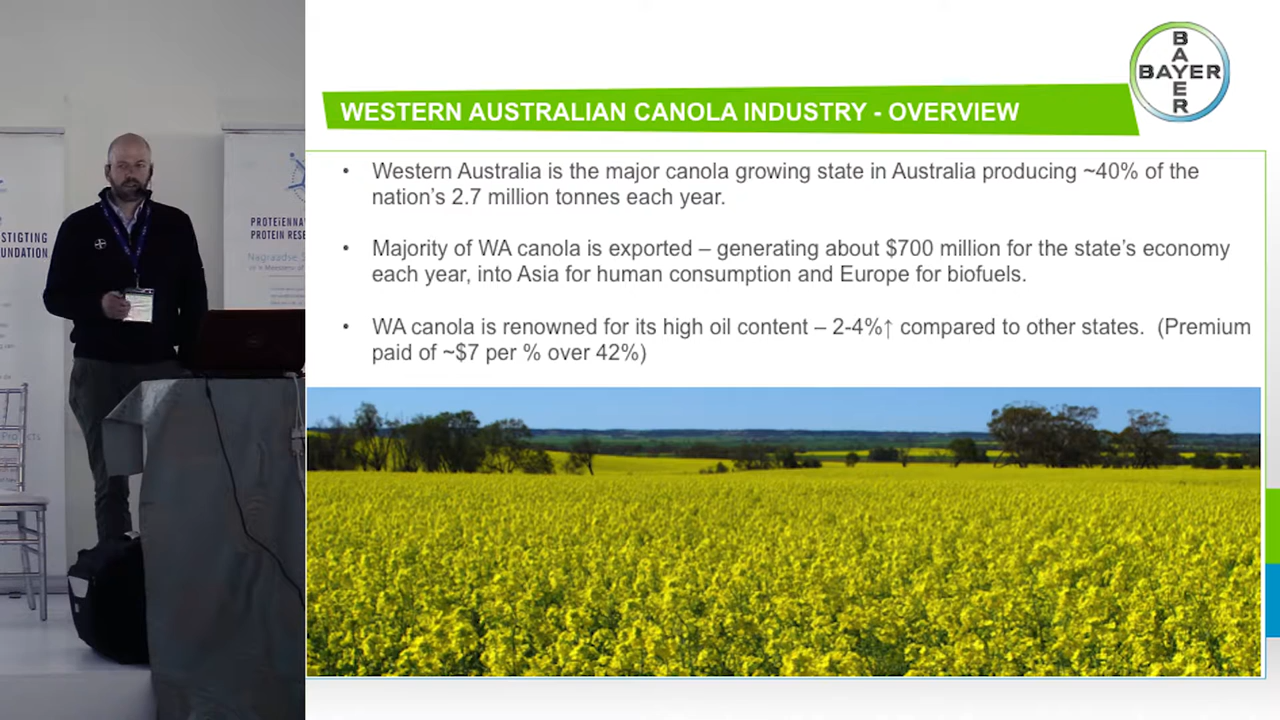 BAYER
BAYER
WESTERN AUSTRALIAN CANOLA INDUSTRY - OVERVIEW
• Western Australia is the major canola growing state in Australia producing ~40% of the
nation's 2.7 million tonnes each year.
• Majority of WA canola is exported – generating about $700 million for the state's economy
each year, into Asia for human consumption and Europe for biofuels.
• WA canola is renowned for its high oil content – 2-4%↑ compared to other states. (Premium
paid of ~$7 per % over 42%)
STIGTING
UNDATION
PROTEÏENNAV
PROTEIN RESE
Nagraadse S